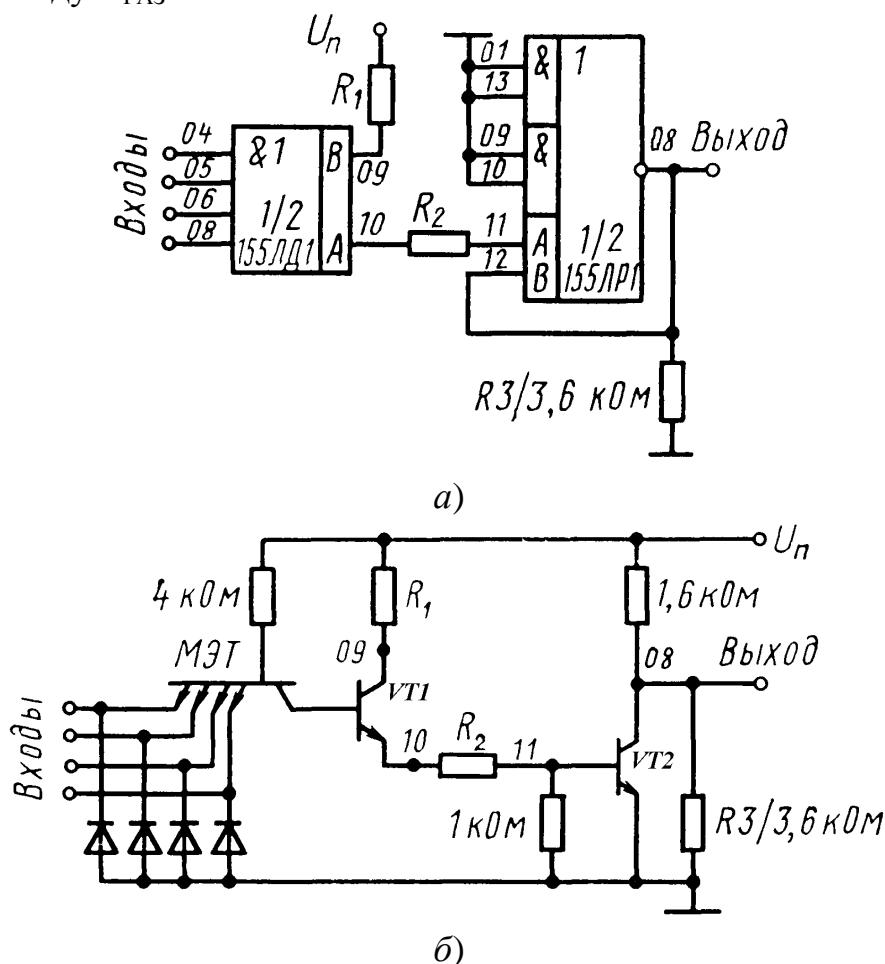 Uп
R1
Входы
04
05
06
08
&1
1/2
155ЛД1
B
A
09
10
R2
01
13
09
10
11
12
&
&
A
B
1
1/2
155ЛР1
08 Выход
R3/3,6 кОм
а)
Uп
4 кОм
R1
1,6 кОм
МЭТ
09
VT1
08
Выход
Входы
10
R2
11
VT2
1 кОм
R3/3,6 кОм
б)